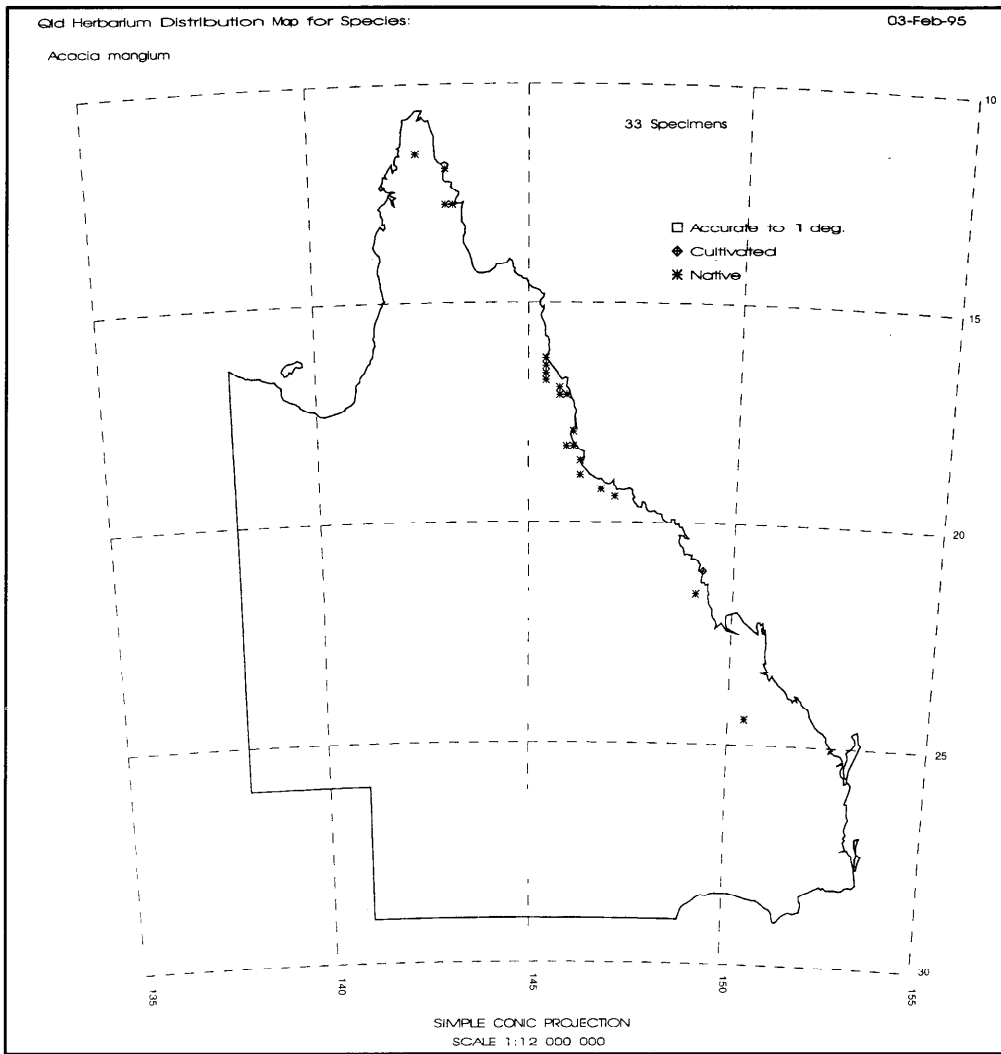 Qld Herbarium Distribution Map for Species: 03-Feb-95
Acacia mangium
10
33 Specimens
Accurate to 1 deg.
Cultivated
Native
15
20
25
30
135 140 145 150 155
SIMPLE CONIC PROJECTION
SCALE 1:12 000 000